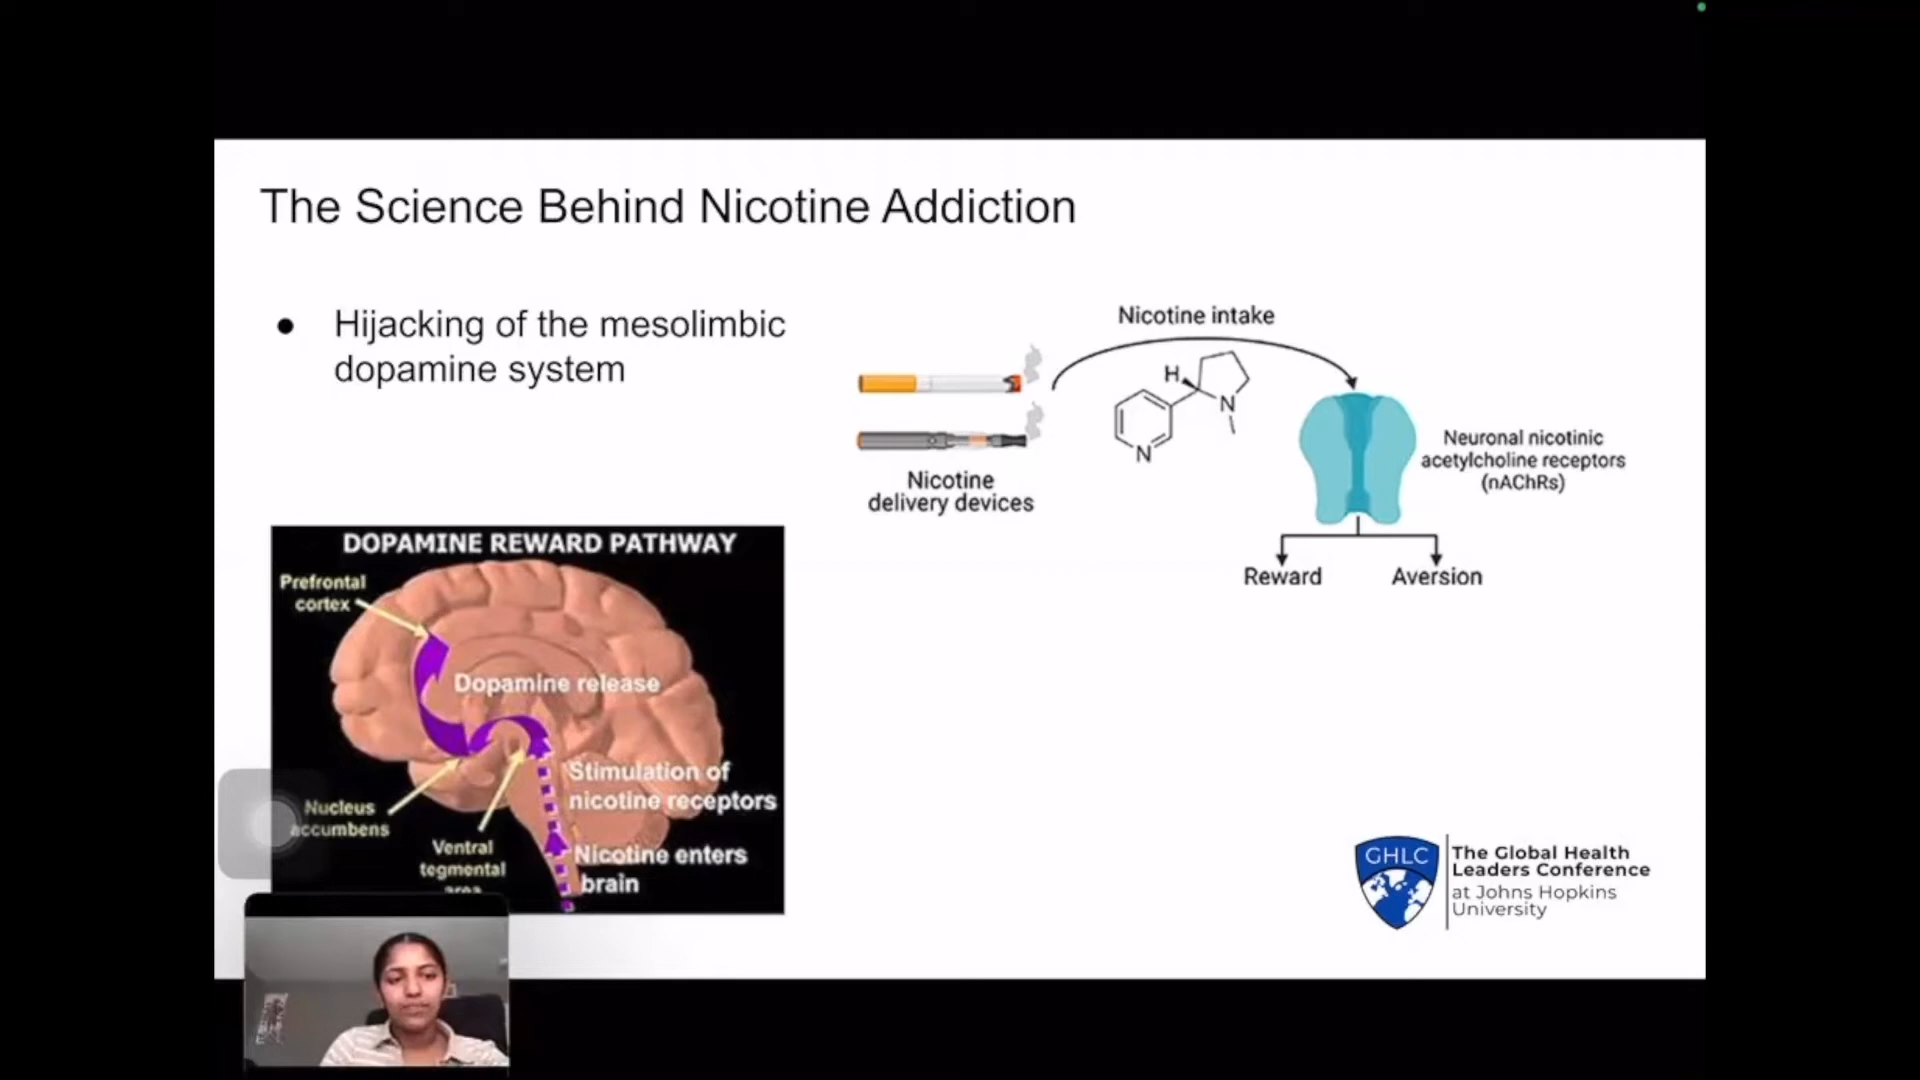 The Science Behind Nicotine Addiction
● Hijacking of the mesolimbic
dopamine system
Nicotine intake
H
N
N
Nicotine
delivery devices
Neuronal nicotinic
acetylcholine receptors
(nAChRs)
Reward
Aversion
DOPAMINE REWARD PATHWAY
Prefrontal
cortex
Dopamine release
Stimulation of
nicotine receptors
Nucleus
accumbens
Ventral
tegmental
area
Nicotine enters
brain
GHLC
The Global Health
Leaders Conference
at Johns Hopkins
University